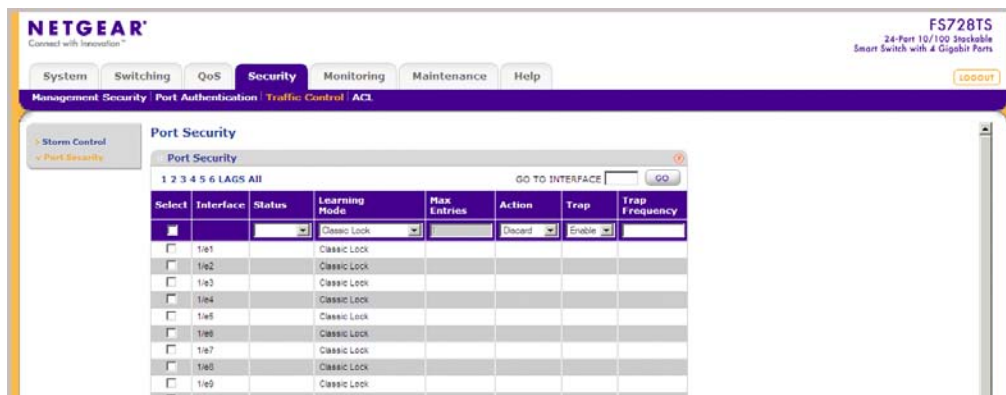 NETGEAR
Connect with Innovation™
FS728TS
24-Port 10/100 Stackable
Smart Switch with 4 Gigabit Ports
System Switching QoS Security Monitoring Maintenance Help
LOGOUT
Management Security Port Authentication Traffic Control ACL
Storm Control
Port Security
Port Security
Port Security
1 2 3 4 5 6 LAGS All GO TO INTERFACE GO
Select Interface Status Learning Mode Max Entries Action Trap Trap Frequency
Classic Lock Discard Enable
1/e1 Classic Lock
1/e2 Classic Lock
1/e3 Classic Lock
1/e4 Classic Lock
1/e5 Classic Lock
1/e6 Classic Lock
1/e7 Classic Lock
1/e8 Classic Lock
1/e9 Classic Lock